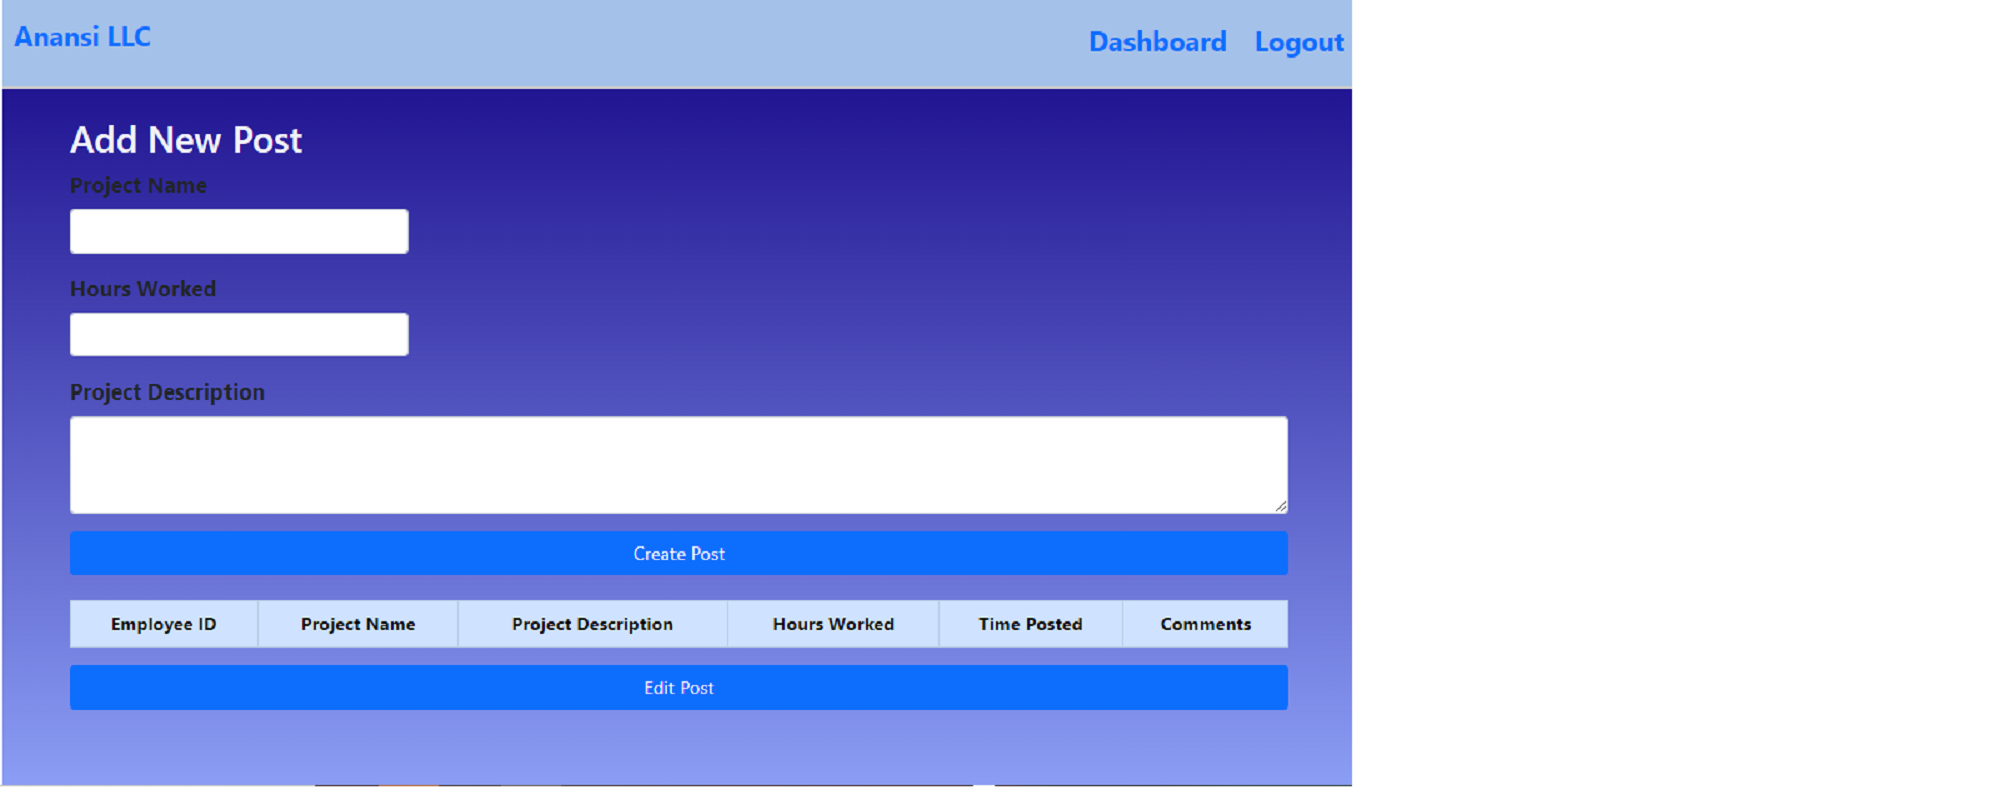 Anansi LLC
Dashboard Logout
Add New Post
Project Name
Hours Worked
Project Description
Create Post
Employee ID Project Name Project Description Hours Worked Time Posted Comments
Edit Post